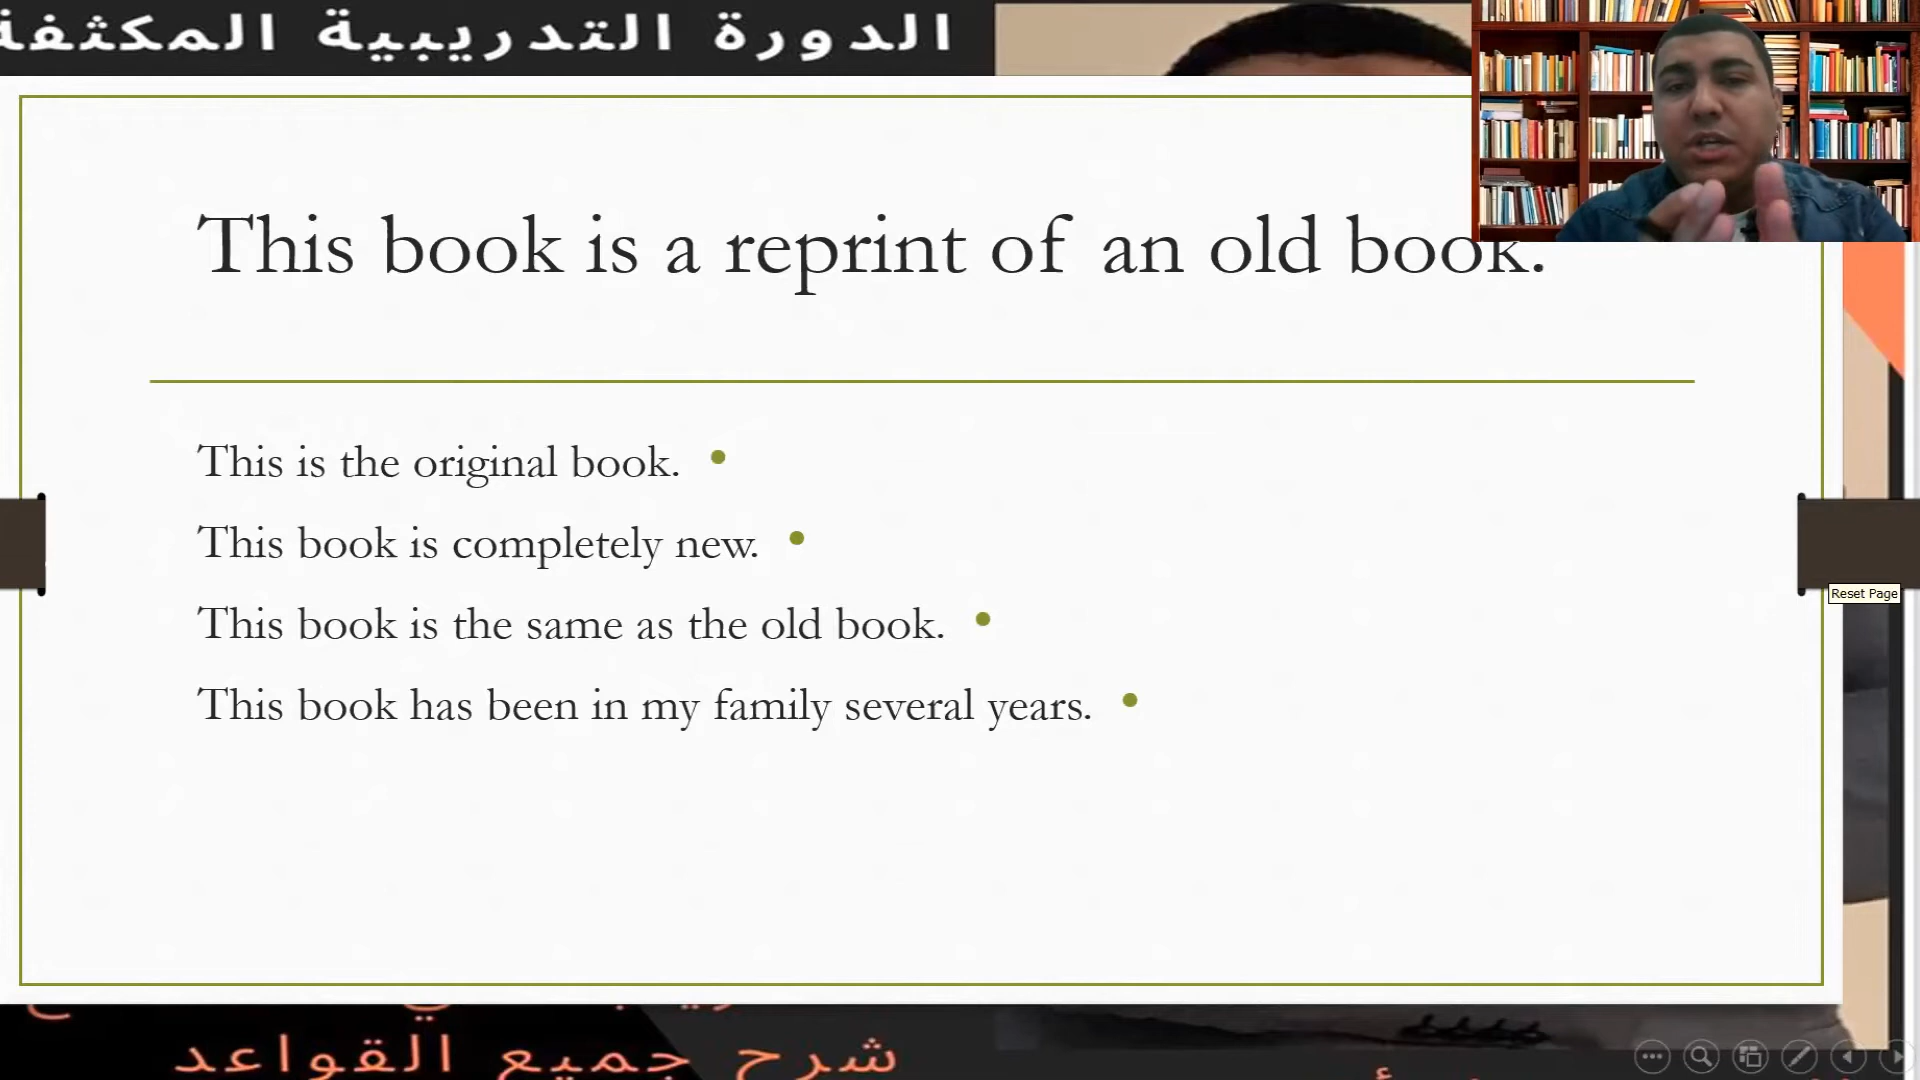 الدورة التدريبية المكثفة
This book is a reprint of an old book.
This is the original book.
This book is completely new.
This book is the same as the old book.
This book has been in my family several years.
Reset Page
شرح جميع القواعد